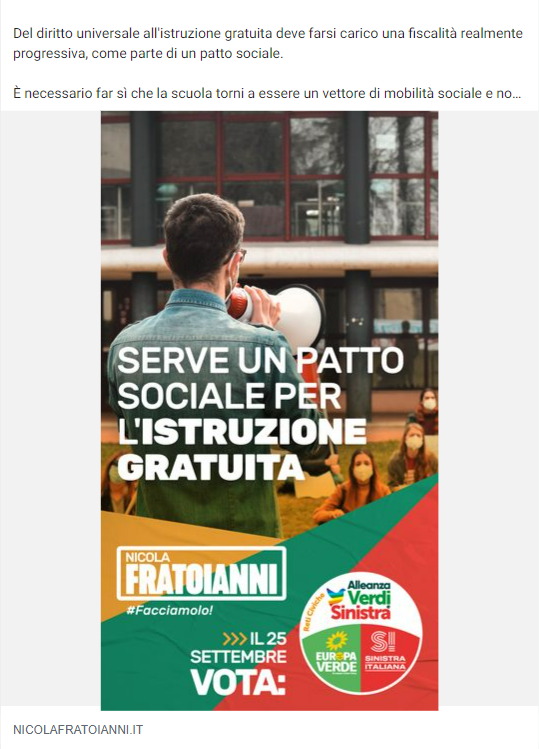 Del diritto universale all'istruzione gratuita deve farsi carico una fiscalità realmente
progressiva, come parte di un patto sociale.
È necessario far sì che la scuola torni a essere un vettore di mobilità sociale e no...
SERVE UN PATTO
SOCIALE PER
L'ISTRUZIONE
GRATUITA
NICOLA
FRATOIANNI
#Facciamolo!
>>> IL 25
SETTEMBRE
VOTA:
Reti Civiche
Alleanza
Verdi
Sinistra
EUROPA
VERDE
SI
SINISTRA
ITALIANA
NICOLAFRATOIANNI.IT